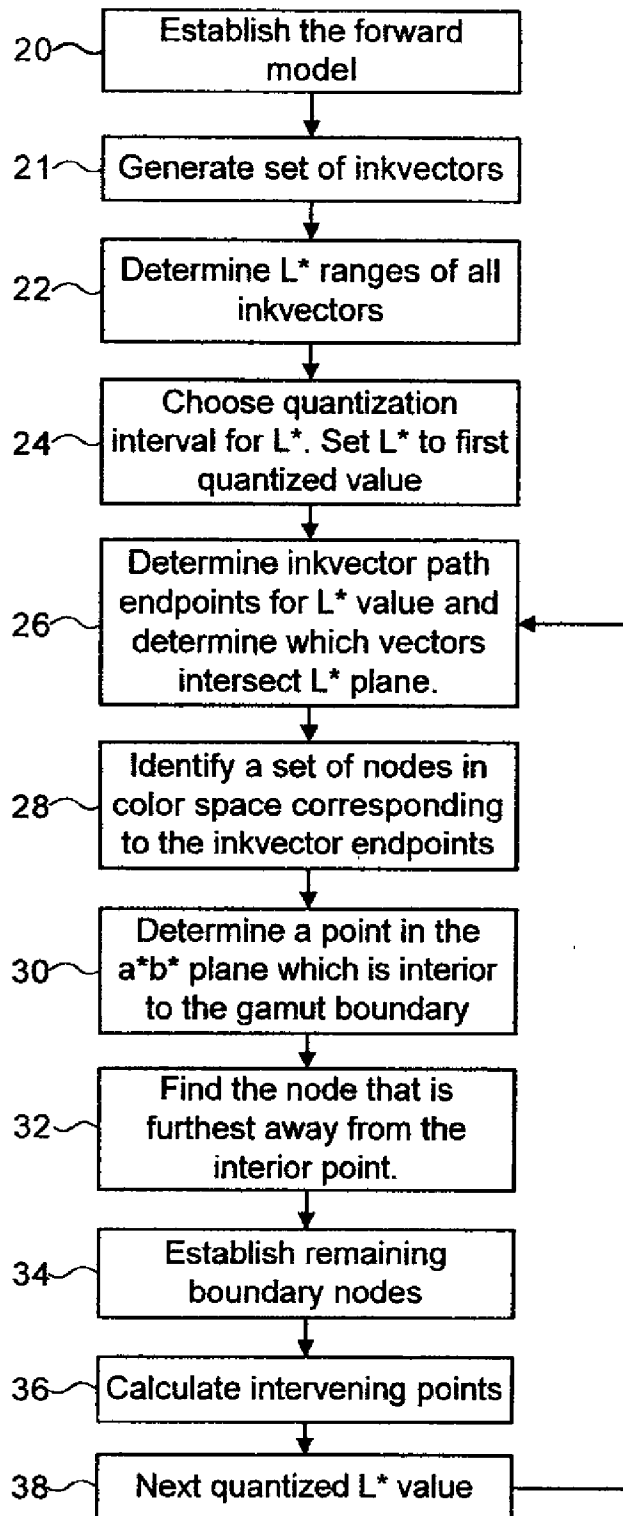 20
Establish the forward
model
21
Generate set of inkvectors
22
Determine L* ranges of all
inkvectors
24
Choose quantization
interval for L*. Set L* to first
quantized value
26
Determine inkvector path
endpoints for L* value and
determine which vectors
intersect L* plane.
28
Identify a set of nodes in
color space corresponding
to the inkvector endpoints
30
Determine a point in the
a*b* plane which is interior
to the gamut boundary
32
Find the node that is
furthest away from the
interior point.
34
Establish remaining
boundary nodes
36
Calculate intervening points
38
Next quantized L* value